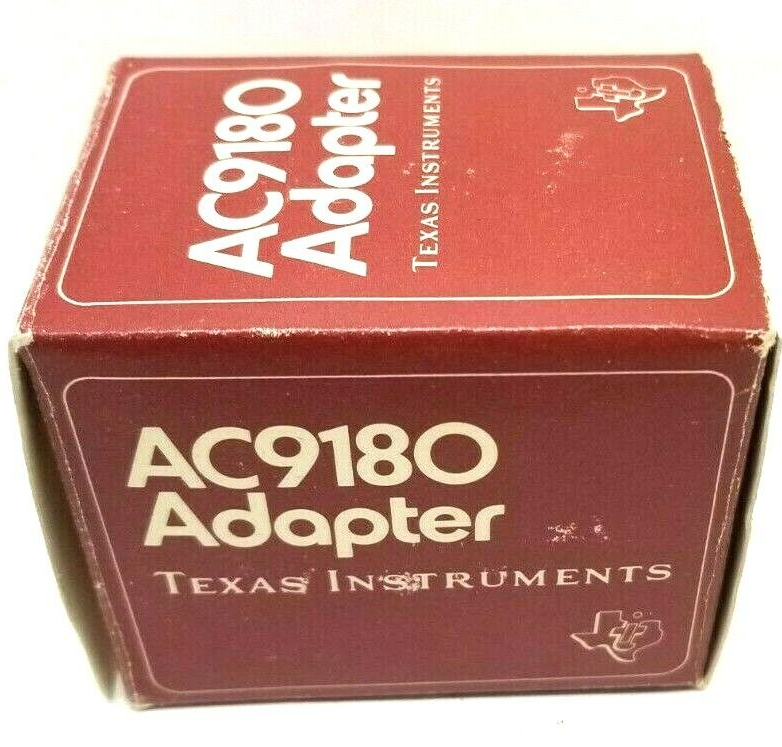 AC9180
Adapter
TEXAS INSTRUMENTS
AC9180
Adapter
TEXAS INSTRUMENTS